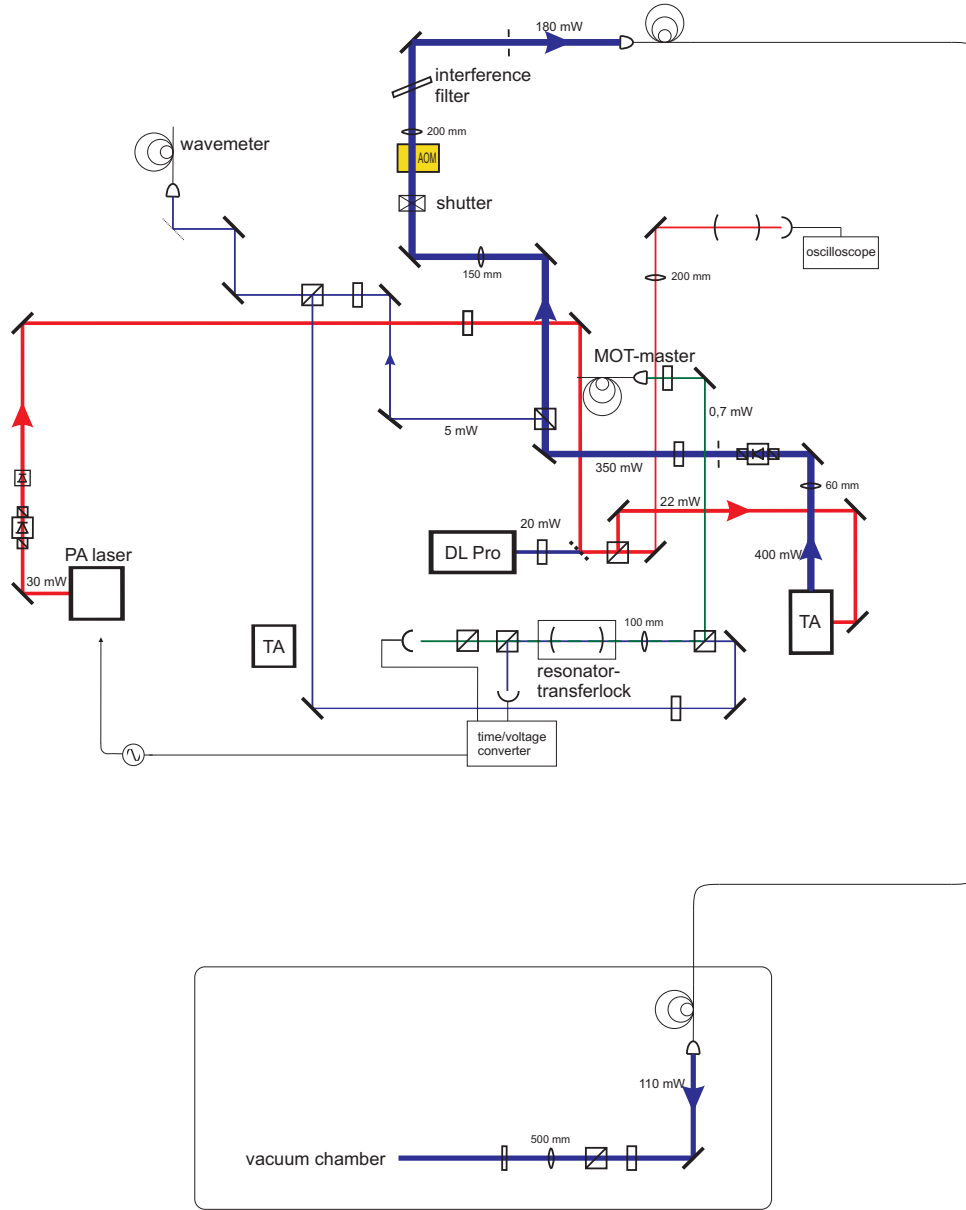 180 mW
interference
filter
200 mm
AOM
wavemeter
shutter
150 mm
200 mm
oscilloscope
MOT-master
0,7 mW
5 mW
350 mW
60 mm
22 mW
20 mW
DL Pro
400 mW
PA laser
30 mW
TA
TA
100 mm
resonator-
transferlock
time/voltage
converter
110 mW
500 mm
vacuum chamber